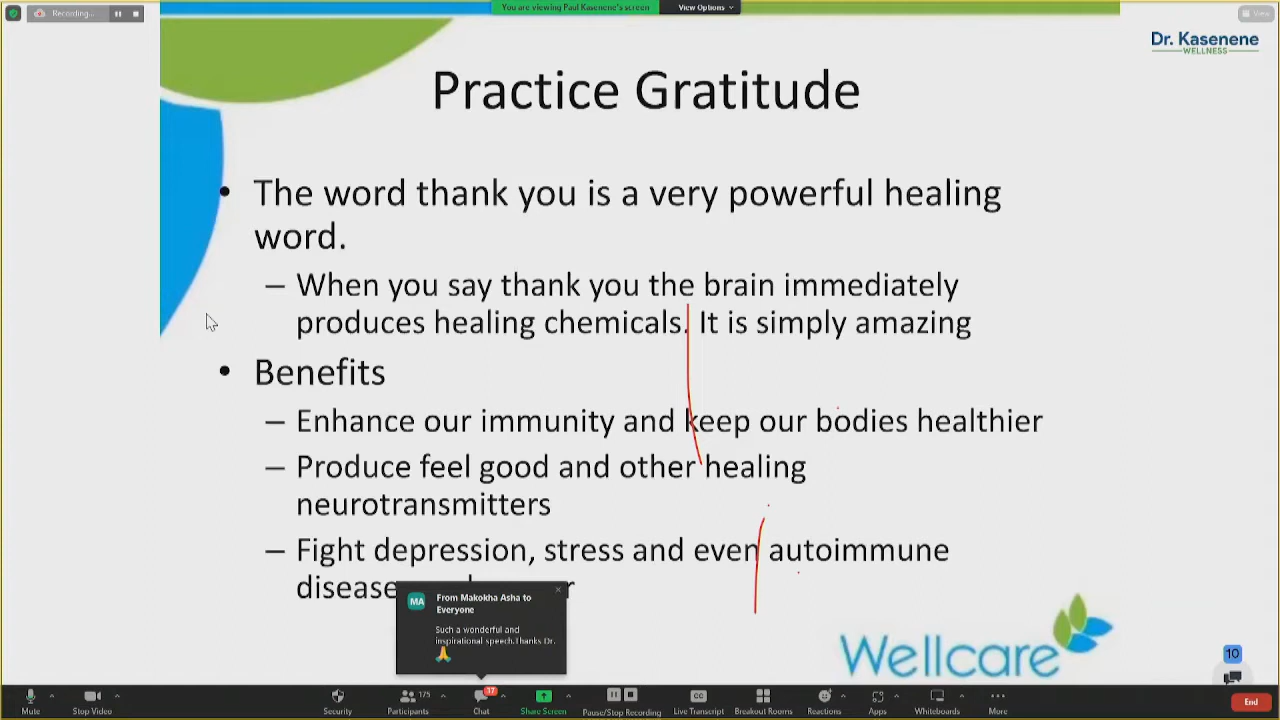 Recording...
You are viewing Paul Kasenene's screen
View Options
View
Dr. Kasenene
WELLNESS
Practice Gratitude
• The word thank you is a very powerful healing
word.
– When you say thank you the brain immediately
produces healing chemicals. It is simply amazing
• Benefits
– Enhance our immunity and keep our bodies healthier
– Produce feel good and other healing
neurotransmitters
– Fight depression, stress and even autoimmune
disease
MA
From Makokha Asha to
Everyone
Such a wonderful and
inspirational speech.Thanks Dr.
🙏
Wellcare
10
Mute
Stop Video
Security
Participants
175
Chat
37
Share Screen
Pause/Stop Recording
CC
Live Transcript
Breakout Rooms
Reactions
Apps
Whiteboards
More
End